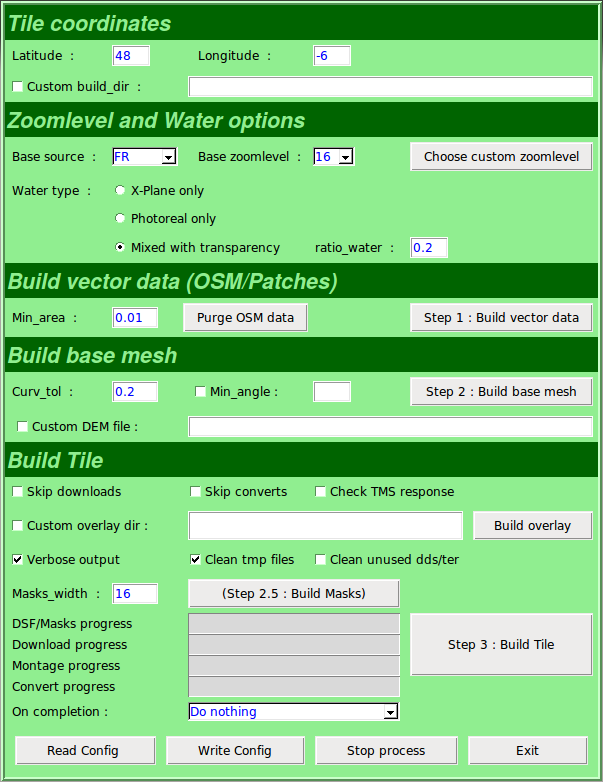 Tile coordinates
Latitude : 48 Longitude : -6
Custom build_dir :
Zoomlevel and Water options
Base source : FR Base zoomlevel : 16 Choose custom zoomlevel
Water type : X-Plane only
Photoreal only
Mixed with transparency ratio_water : 0.2
Build vector data (OSM/Patches)
Min_area : 0.01 Purge OSM data Step 1 : Build vector data
Build base mesh
Curv_tol : 0.2 Min_angle : Step 2 : Build base mesh
Custom DEM file :
Build Tile
Skip downloads Skip converts Check TMS response
Custom overlay dir : Build overlay
Verbose output Clean tmp files Clean unused dds/ter
Masks_width : 16 (Step 2.5 : Build Masks)
DSF/Masks progress
Download progress Step 3 : Build Tile
Montage progress
Convert progress
On completion : Do nothing
Read Config Write Config Stop process Exit